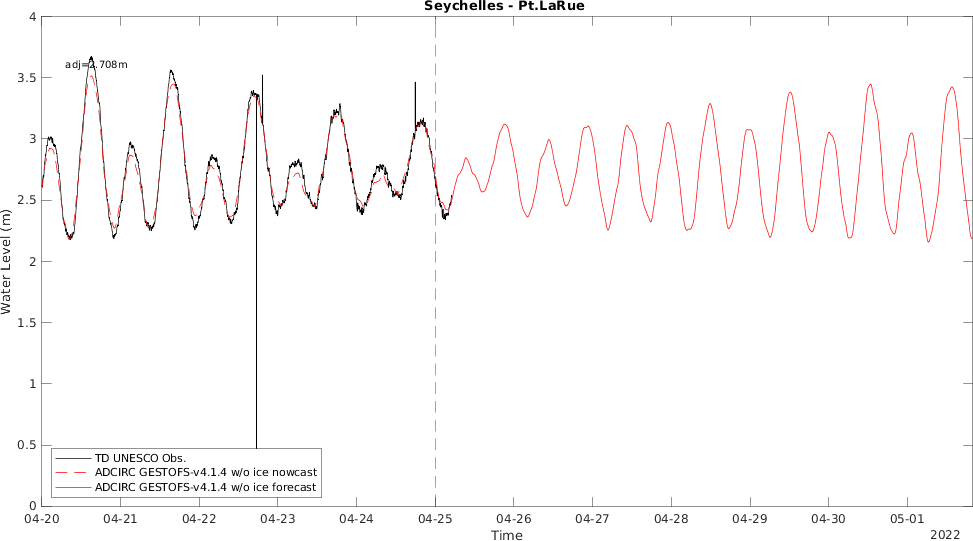 Seychelles - Pt.LaRue
4
adj=2.708m
3.5
3
2.5
2
1.5
1
0.5
0
Water Level (m)
TD UNESCO Obs.
ADCIRC GESTOFS-v4.1.4 w/o ice nowcast
ADCIRC GESTOFS-v4.1.4 w/o ice forecast
04-20 04-21 04-22 04-23 04-24 04-25 04-26 04-27 04-28 04-29 04-30 05-01
Time
2022